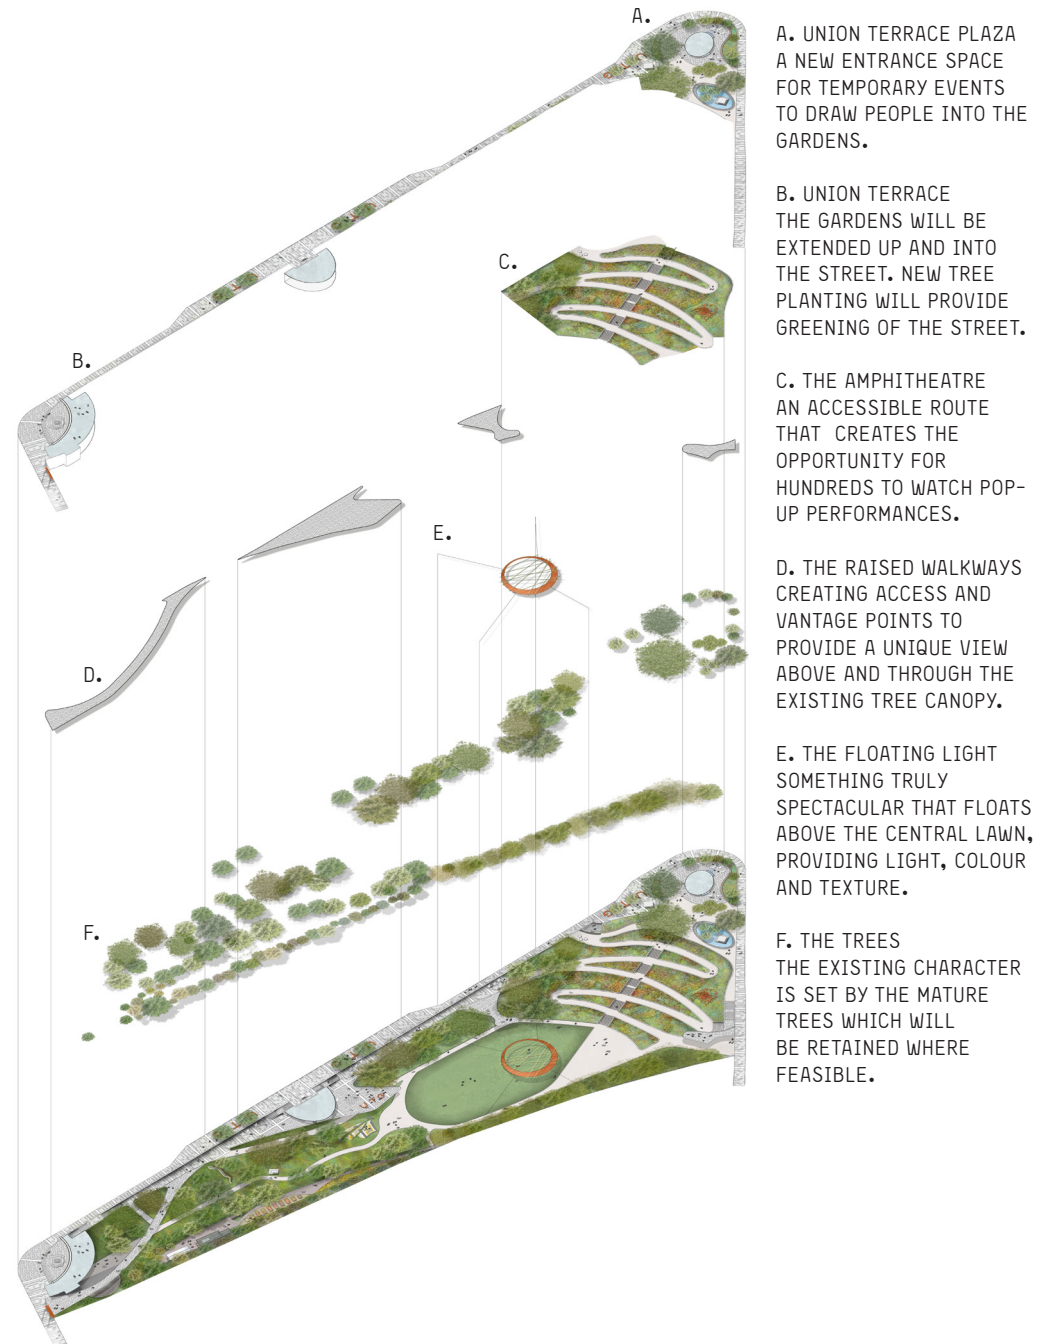 A.
B.
C.
D.
E.
F.
A. UNION TERRACE PLAZA
A NEW ENTRANCE SPACE
FOR TEMPORARY EVENTS
TO DRAW PEOPLE INTO THE
GARDENS.
B. UNION TERRACE
THE GARDENS WILL BE
EXTENDED UP AND INTO
THE STREET. NEW TREE
PLANTING WILL PROVIDE
GREENING OF THE STREET.
C. THE AMPHITHEATRE
AN ACCESSIBLE ROUTE
THAT CREATES THE
OPPORTUNITY FOR
HUNDREDS TO WATCH POP-
UP PERFORMANCES.
D. THE RAISED WALKWAYS
CREATING ACCESS AND
VANTAGE POINTS TO
PROVIDE A UNIQUE VIEW
ABOVE AND THROUGH THE
EXISTING TREE CANOPY.
E. THE FLOATING LIGHT
SOMETHING TRULY
SPECTACULAR THAT FLOATS
ABOVE THE CENTRAL LAWN,
PROVIDING LIGHT, COLOUR
AND TEXTURE.
F. THE TREES
THE EXISTING CHARACTER
IS SET BY THE MATURE
TREES WHICH WILL
BE RETAINED WHERE
FEASIBLE.